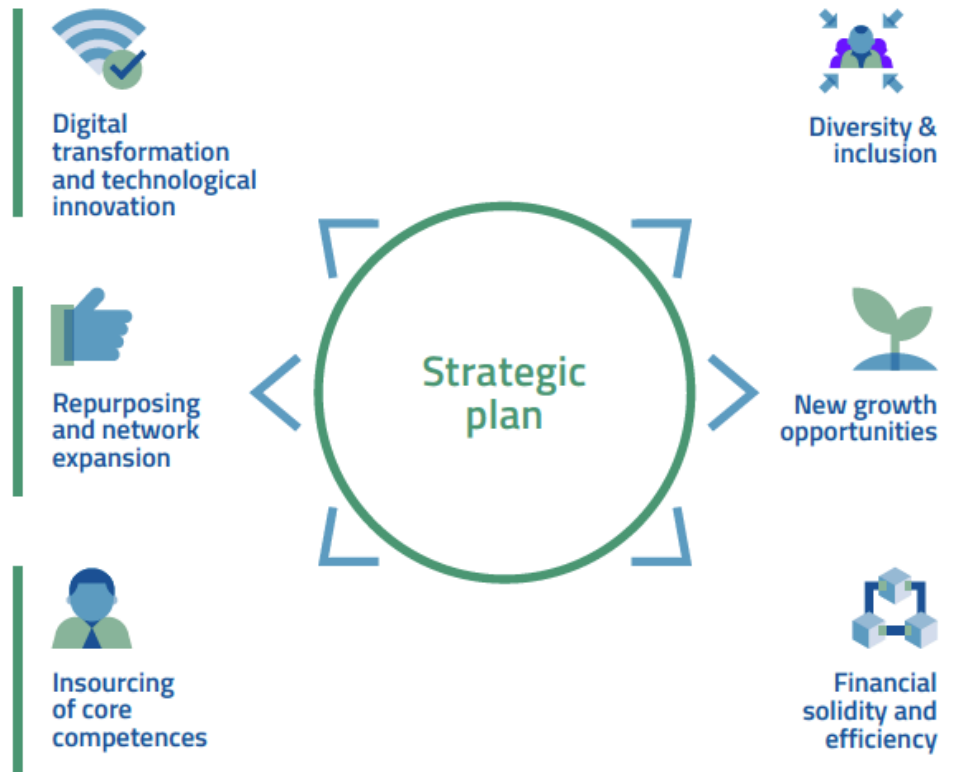 Digital
transformation
and technological
innovation
Diversity &
inclusion
Strategic
plan
Repurposing
and network
expansion
New growth
opportunities
Insourcing
of core
competences
Financial
solidity and
efficiency